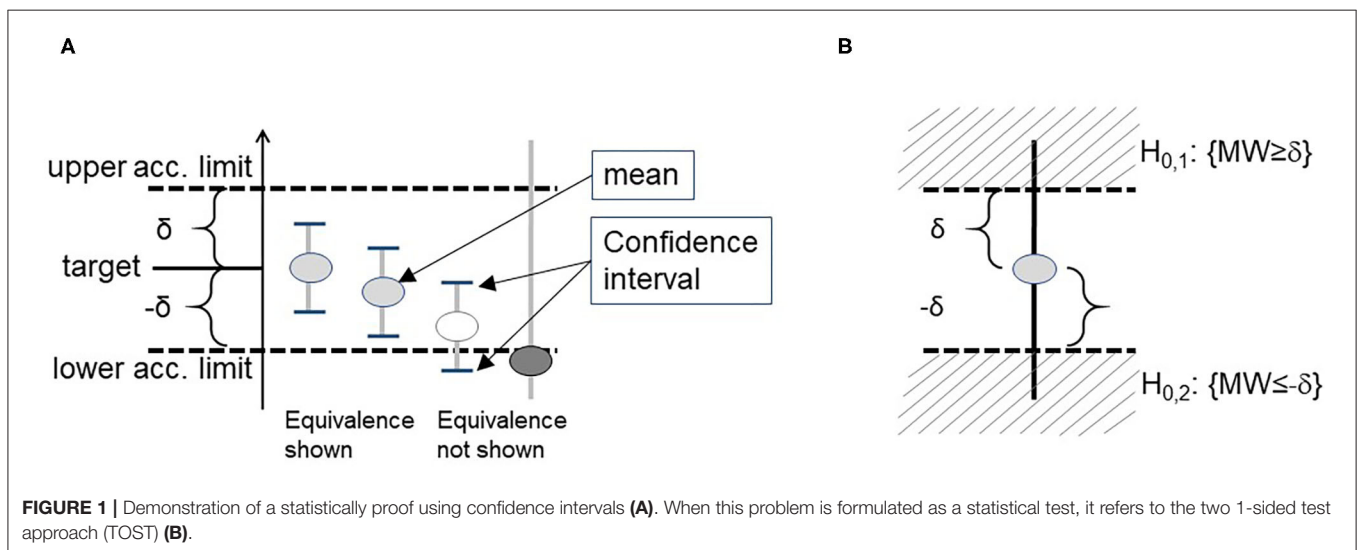 A
upper acc. limit
δ
target
-δ
lower acc. limit
mean
Confidence
interval
Equivalence
shown
Equivalence
not shown
B
H0,1: {MW≥δ}
δ
-δ
H0,2: {MW≤-δ}
FIGURE 1 | Demonstration of a statistically proof using confidence intervals (A). When this problem is formulated as a statistical test, it refers to the two 1-sided test
approach (TOST) (B).